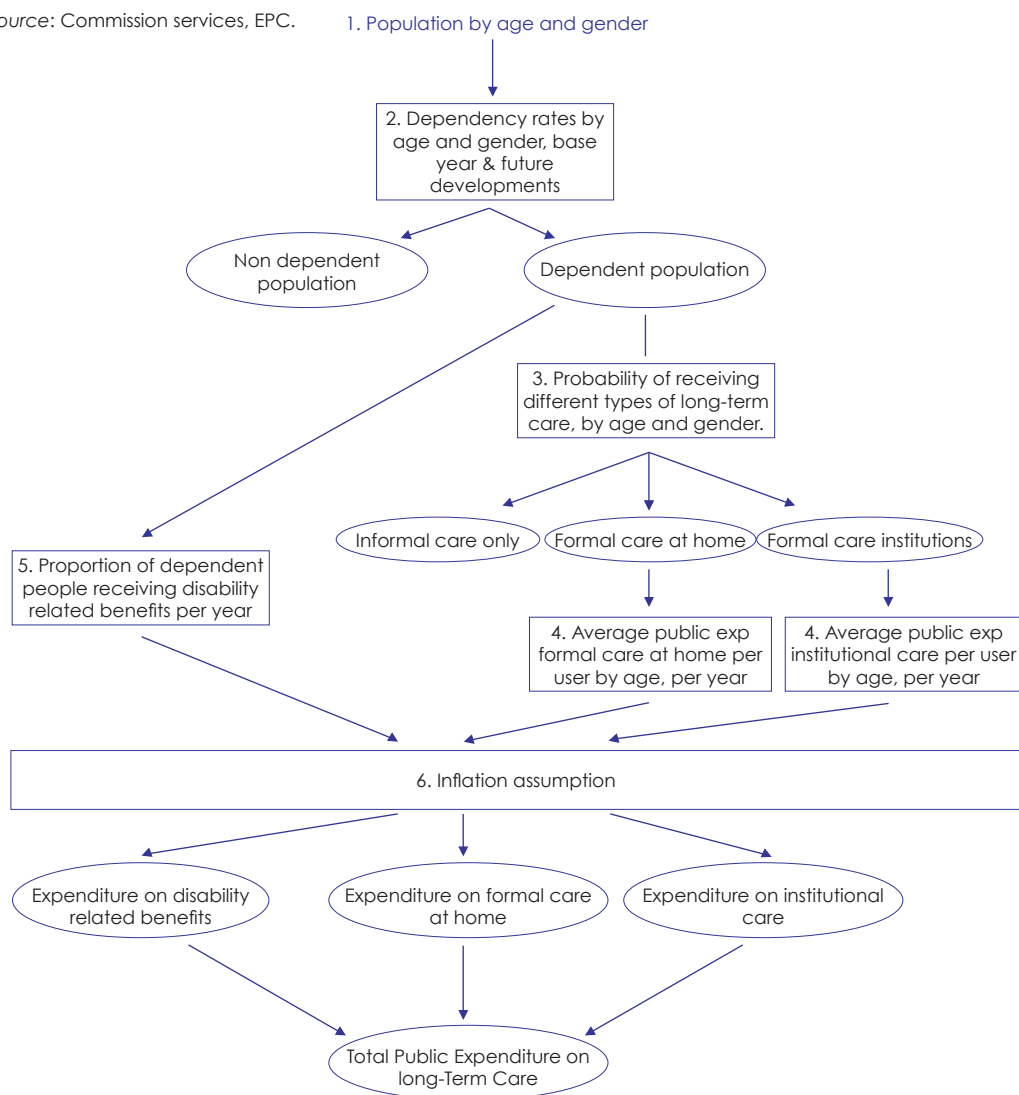 ource: Commission services, EPC.
1. Population by age and gender
2. Dependency rates by
age and gender, base
year & future
developments
Non dependent
population
Dependent population
3. Probability of receiving
different types of long-term
care, by age and gender.
Informal care only
Formal care at home
Formal care institutions
5. Proportion of dependent
people receiving disability
related benefits per year
4. Average public exp
formal care at home per
user by age, per year
4. Average public exp
institutional care per user
by age, per year
6. Inflation assumption
Expenditure on disability
related benefits
Expenditure on formal care
at home
Expenditure on institutional
care
Total Public Expenditure on
long-Term Care